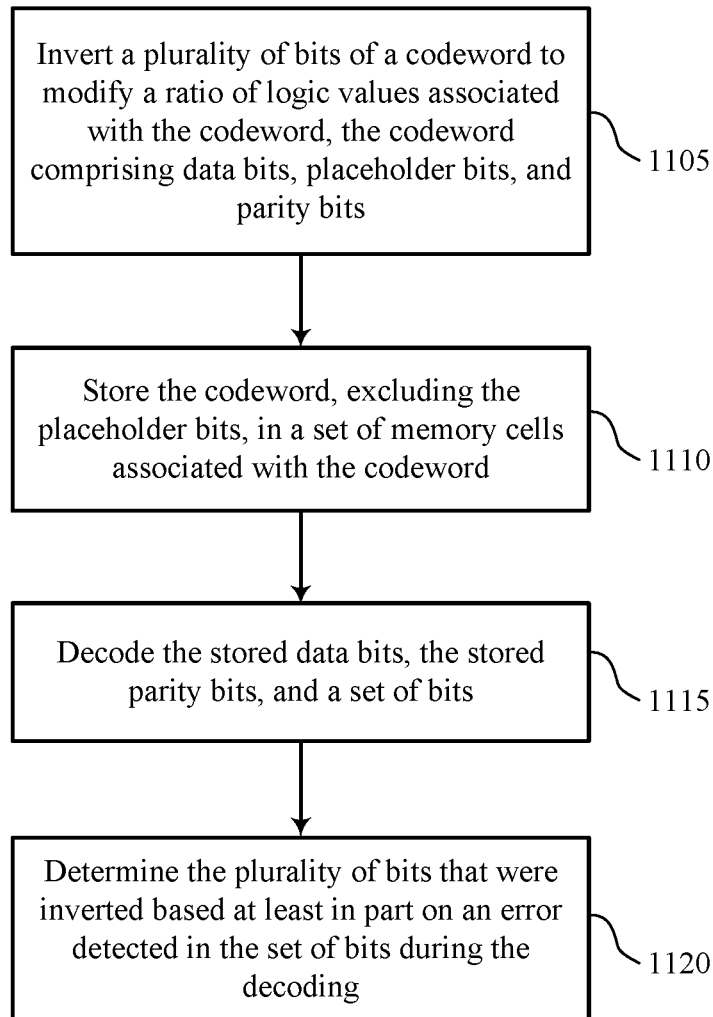 Invert a plurality of bits of a codeword to
modify a ratio of logic values associated
with the codeword, the codeword
comprising data bits, placeholder bits, and
parity bits
1105
Store the codeword, excluding the
placeholder bits, in a set of memory cells
associated with the codeword
1110
Decode the stored data bits, the stored
parity bits, and a set of bits
1115
Determine the plurality of bits that were
inverted based at least in part on an error
detected in the set of bits during the
decoding
1120